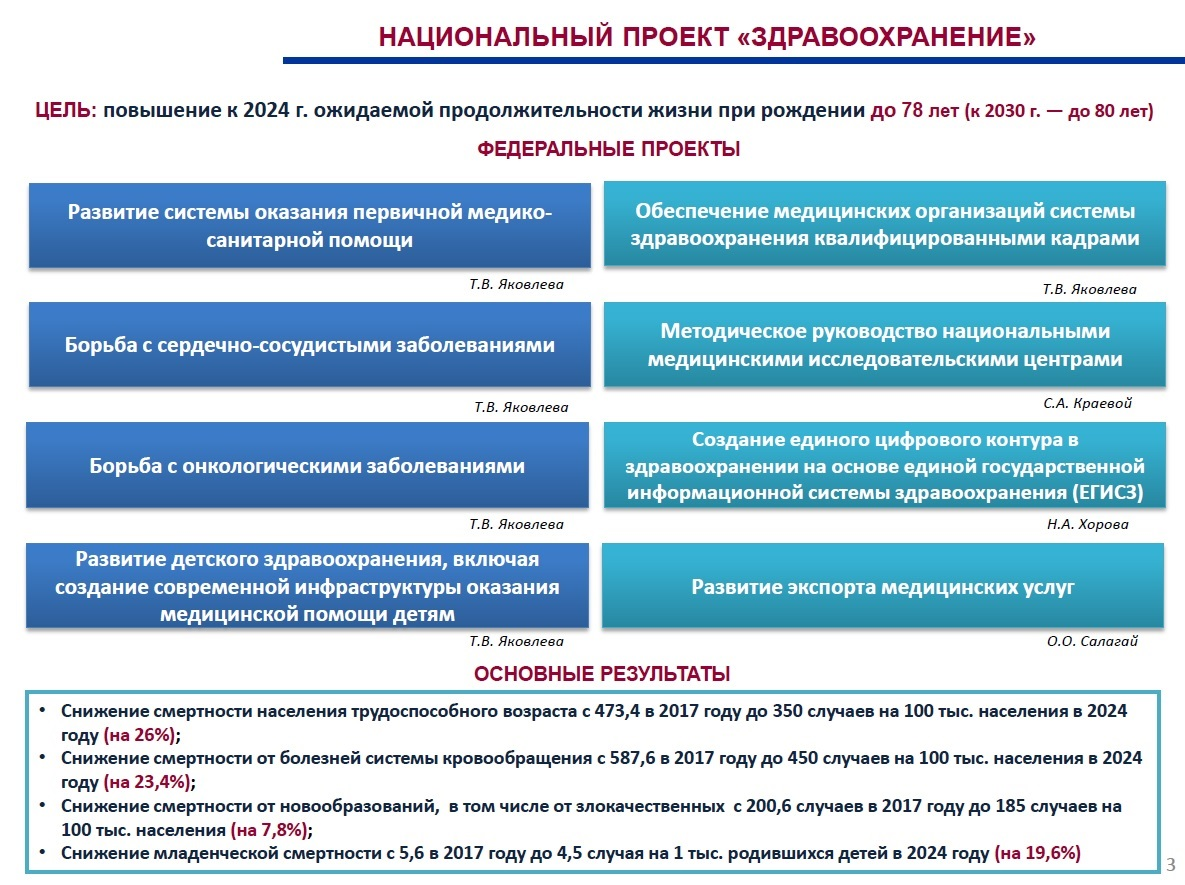 НАЦИОНАЛЬНЫЙ ПРОЕКТ «ЗДРАВООХРАНЕНИЕ»
ЦЕЛЬ: повышение к 2024 г. ожидаемой продолжительности жизни при рождении до 78 лет (к 2030 г. — до 80 лет)
ФЕДЕРАЛЬНЫЕ ПРОЕКТЫ
Развитие системы оказания первичной медико-
санитарной помощи
Т.В. Яковлева
Обеспечение медицинских организаций системы
здравоохранения квалифицированными кадрами
Т.В. Яковлева
Борьба с сердечно-сосудистыми заболеваниями
Т.В. Яковлева
Методическое руководство национальными
медицинскими исследовательскими центрами
С.А. Краевой
Борьба с онкологическими заболеваниями
Т.В. Яковлева
Создание единого цифрового контура в
здравоохранении на основе единой государственной
информационной системы здравоохранения (ЕГИСЗ)
Н.А. Хорова
Развитие детского здравоохранения, включая
создание современной инфраструктуры оказания
медицинской помощи детям
Т.В. Яковлева
Развитие экспорта медицинских услуг
О.О. Салагай
ОСНОВНЫЕ РЕЗУЛЬТАТЫ
• Снижение смертности населения трудоспособного возраста с 473,4 в 2017 году до 350 случаев на 100 тыс. населения в 2024
году (на 26%);
• Снижение смертности от болезней системы кровообращения с 587,6 в 2017 году до 450 случаев на 100 тыс. населения в 2024
году (на 23,4%);
• Снижение смертности от новообразований, в том числе от злокачественных с 200,6 случаев в 2017 году до 185 случаев на
100 тыс. населения (на 7,8%);
• Снижение младенческой смертности с 5,6 в 2017 году до 4,5 случая на 1 тыс. родившихся детей в 2024 году (на 19,6%)
3